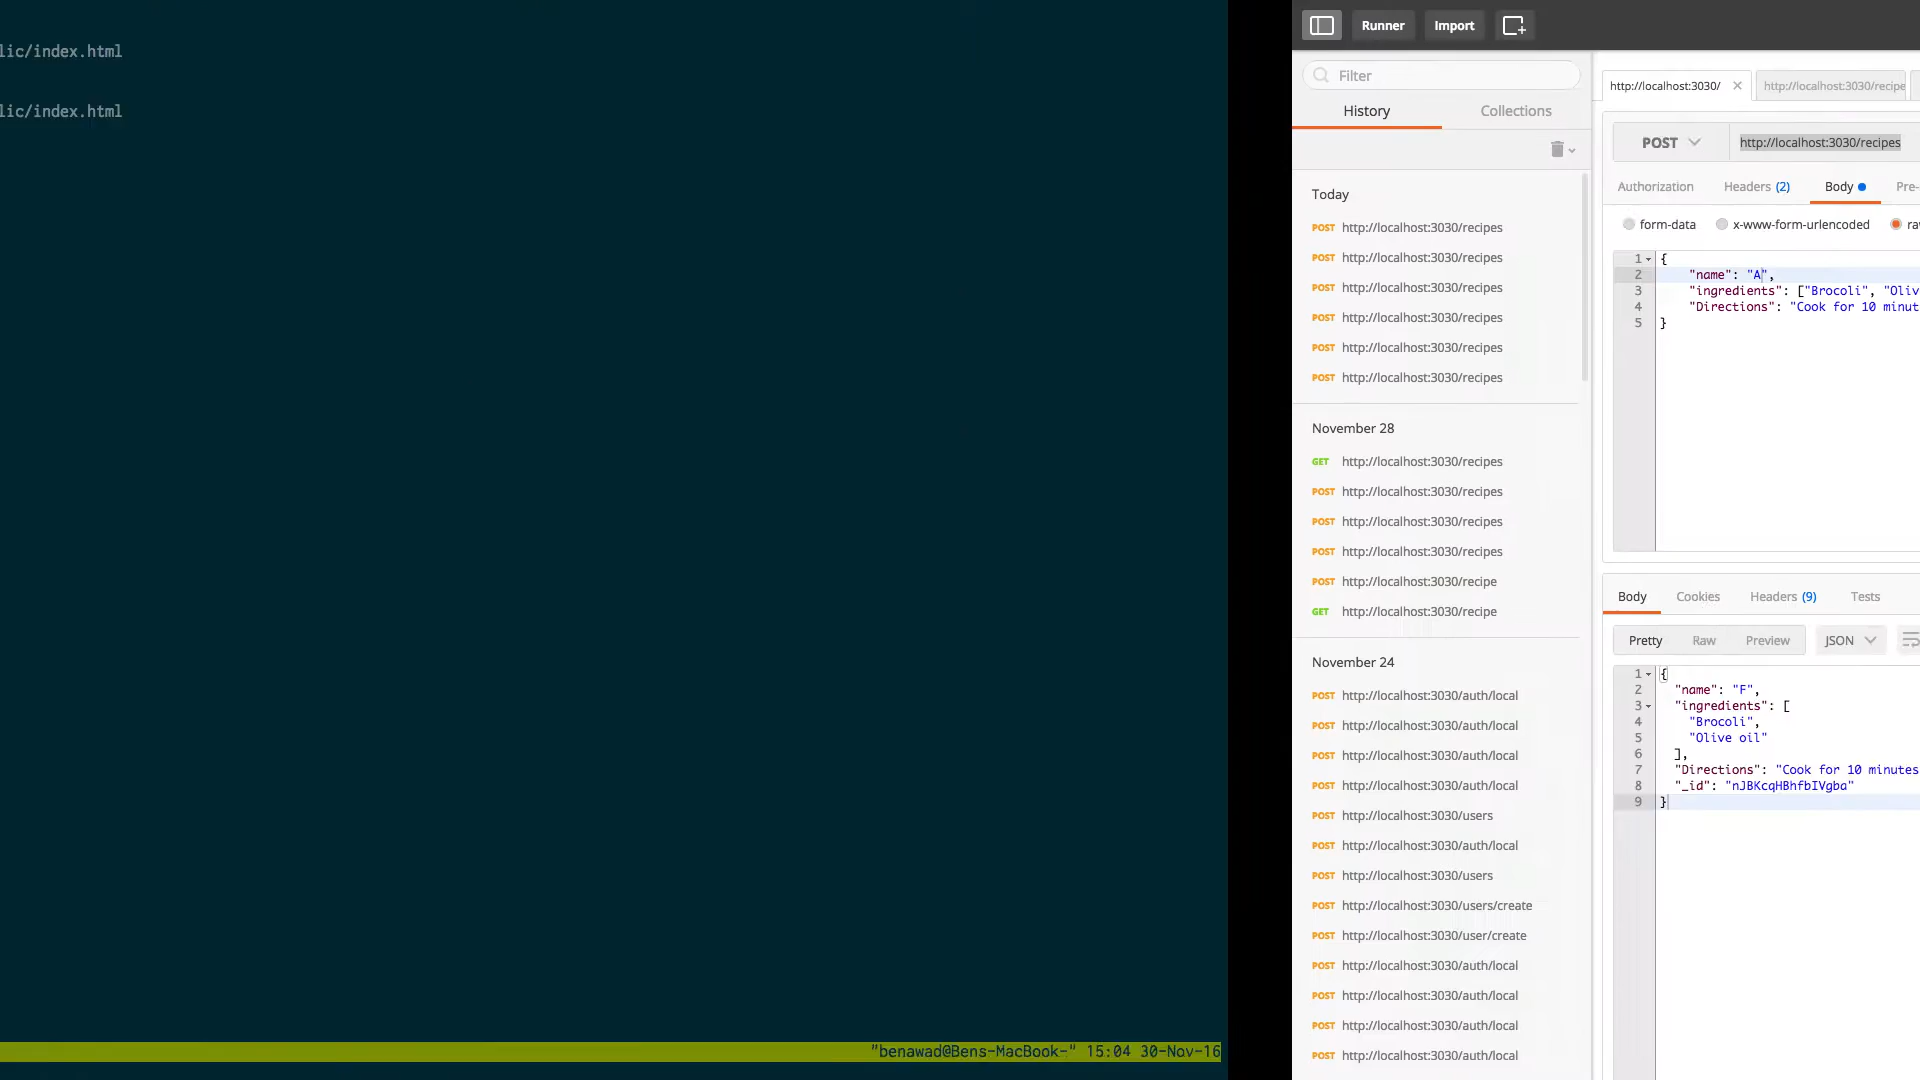 lic/index.html
lic/index.html
"benawad@Bens-MacBook-" 15:04 30-Nov-16
Runner
Import
Filter
History
Collections
Today
POST http://localhost:3030/recipes
POST http://localhost:3030/recipes
POST http://localhost:3030/recipes
POST http://localhost:3030/recipes
POST http://localhost:3030/recipes
POST http://localhost:3030/recipes
November 28
GET http://localhost:3030/recipes
POST http://localhost:3030/recipes
POST http://localhost:3030/recipes
POST http://localhost:3030/recipes
POST http://localhost:3030/recipe
GET http://localhost:3030/recipe
November 24
POST http://localhost:3030/auth/local
POST http://localhost:3030/auth/local
POST http://localhost:3030/auth/local
POST http://localhost:3030/auth/local
POST http://localhost:3030/users
POST http://localhost:3030/auth/local
POST http://localhost:3030/users
POST http://localhost:3030/users/create
POST http://localhost:3030/user/create
POST http://localhost:3030/auth/local
POST http://localhost:3030/auth/local
POST http://localhost:3030/auth/local
POST http://localhost:3030/auth/local
http://localhost:3030/
http://localhost:3030/recipe
POST
http://localhost:3030/recipes
Authorization
Headers (2)
Body
Pre-
form-data
x-www-form-urlencoded
ra
1 {
2 "name": "A",
3 "ingredients": ["Brocoli", "Oliv
4 "Directions": "Cook for 10 minut
5 }
Body
Cookies
Headers (9)
Tests
Pretty
Raw
Preview
JSON
1 {
2 "name": "F",
3 "ingredients": [
4 "Brocoli",
5 "Olive oil"
6 ],
7 "Directions": "Cook for 10 minutes
8 "_id": "nJBKcqHBhfbIVgba"
9 }